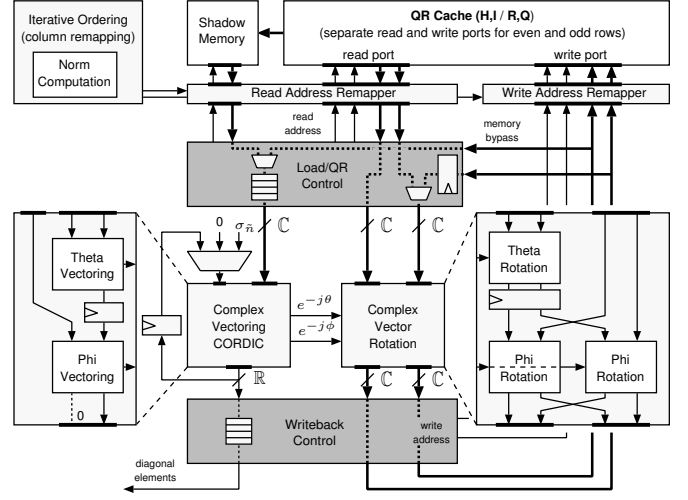 Iterative Ordering
(column remapping)
Norm
Computation
Shadow
Memory
QR Cache (H,I / R,Q)
(separate read and write ports for even and odd rows)
read port
write port
Read Address Remapper
Write Address Remapper
read
address
memory
bypass
Load/QR
Control
0
σñ
ℂ
ℂ
ℂ
Theta
Vectoring
Phi
Vectoring
0
Complex
Vectoring
CORDIC
e^{-jθ}
e^{-jϕ}
Complex
Vector
Rotation
Theta
Rotation
Phi
Rotation
Phi
Rotation
ℝ
ℂ
ℂ
Writeback
Control
write
address
diagonal
elements